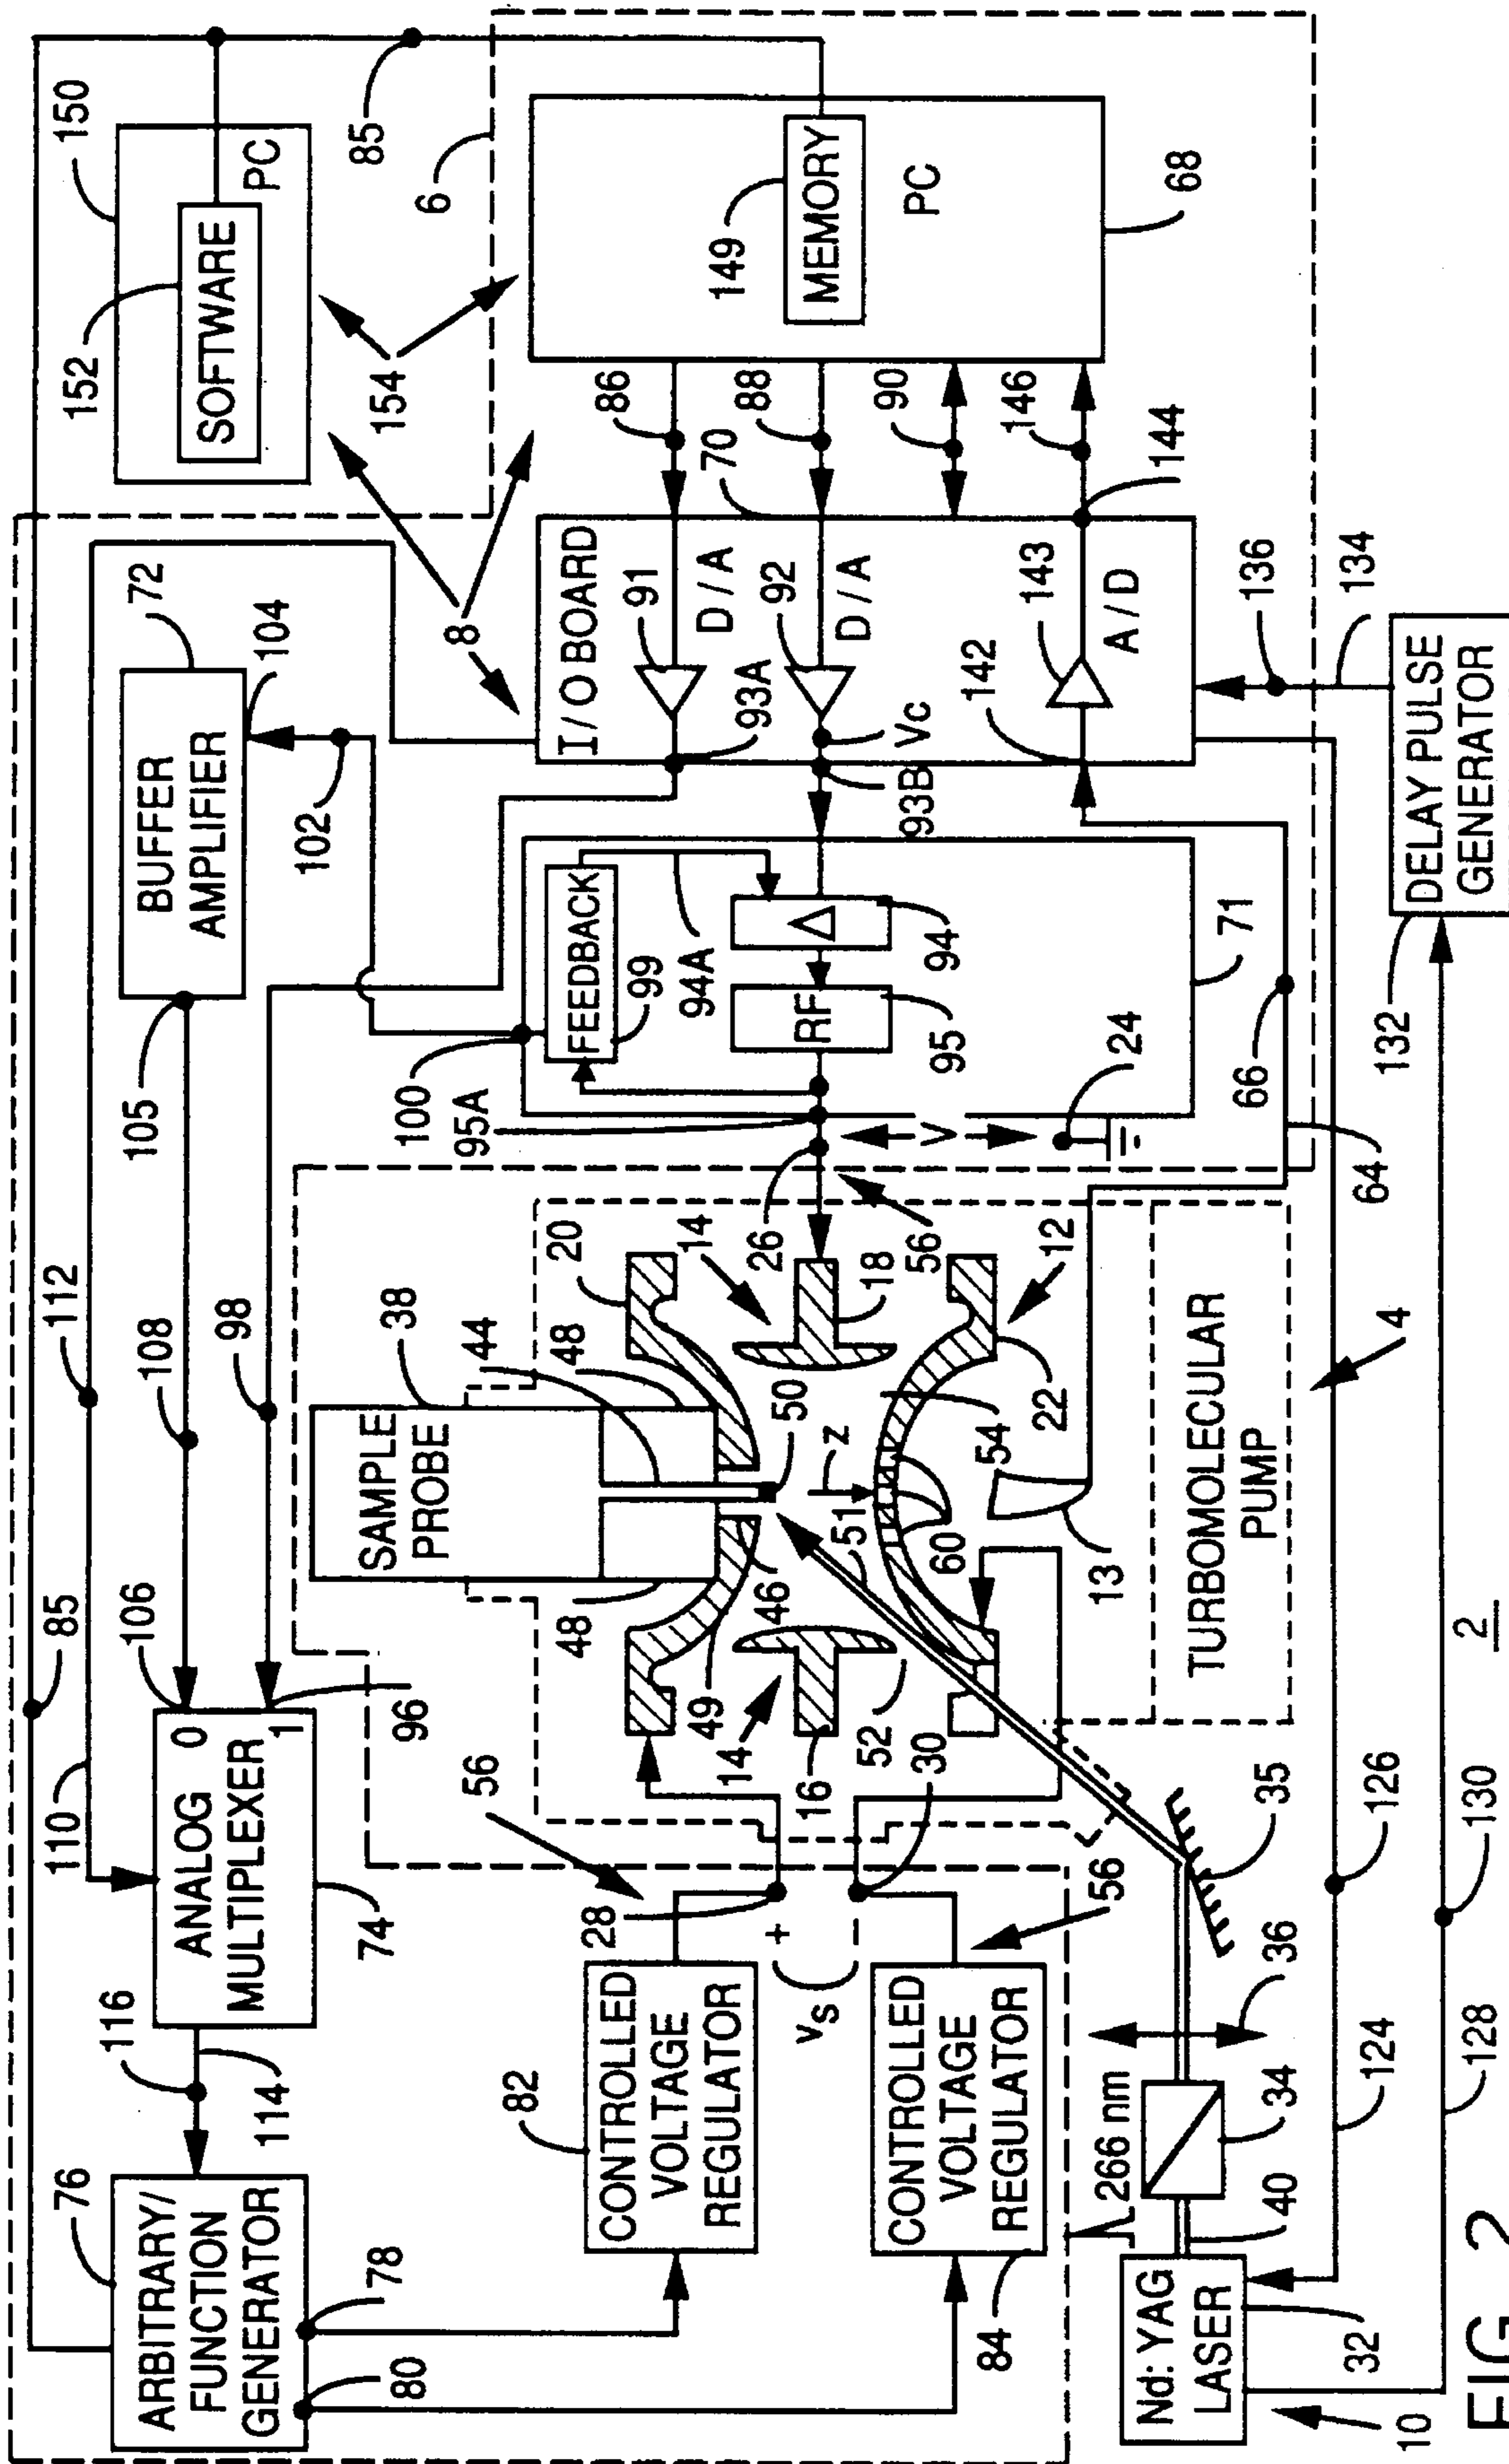 150
152
SOFTWARE
PC
85
6
154
8
149
MEMORY
PC
68
86
88
90
146
70
144
I/O BOARD
91
D/A
92
D/A
143
A/D
142
93A
Vc
93B
136
134
DELAY PULSE
GENERATOR
132
72
BUFFER
AMPLIFIER
104
102
105
FEEDBACK
99
94A
Δ
94
RF
95
71
100
95A
V
24
66
64
26
56
112
108
98
110
85
106
ANALOG
MULTIPLEXER
0
1
96
74
116
114
76
ARBITRARY/
FUNCTION
GENERATOR
78
80
SAMPLE
PROBE
38
44
48
48
20
14
18
56
12
22
50
z
54
51
60
13
46
49
14
16
52
30
TURBOMOLECULAR
PUMP
4
56
28
+
−
Vs
82
CONTROLLED
VOLTAGE
REGULATOR
CONTROLLED
VOLTAGE
REGULATOR
84
56
35
36
266 nm
34
40
Nd: YAG
LASER
32
10
126
124
130
128
2
FIG. 2